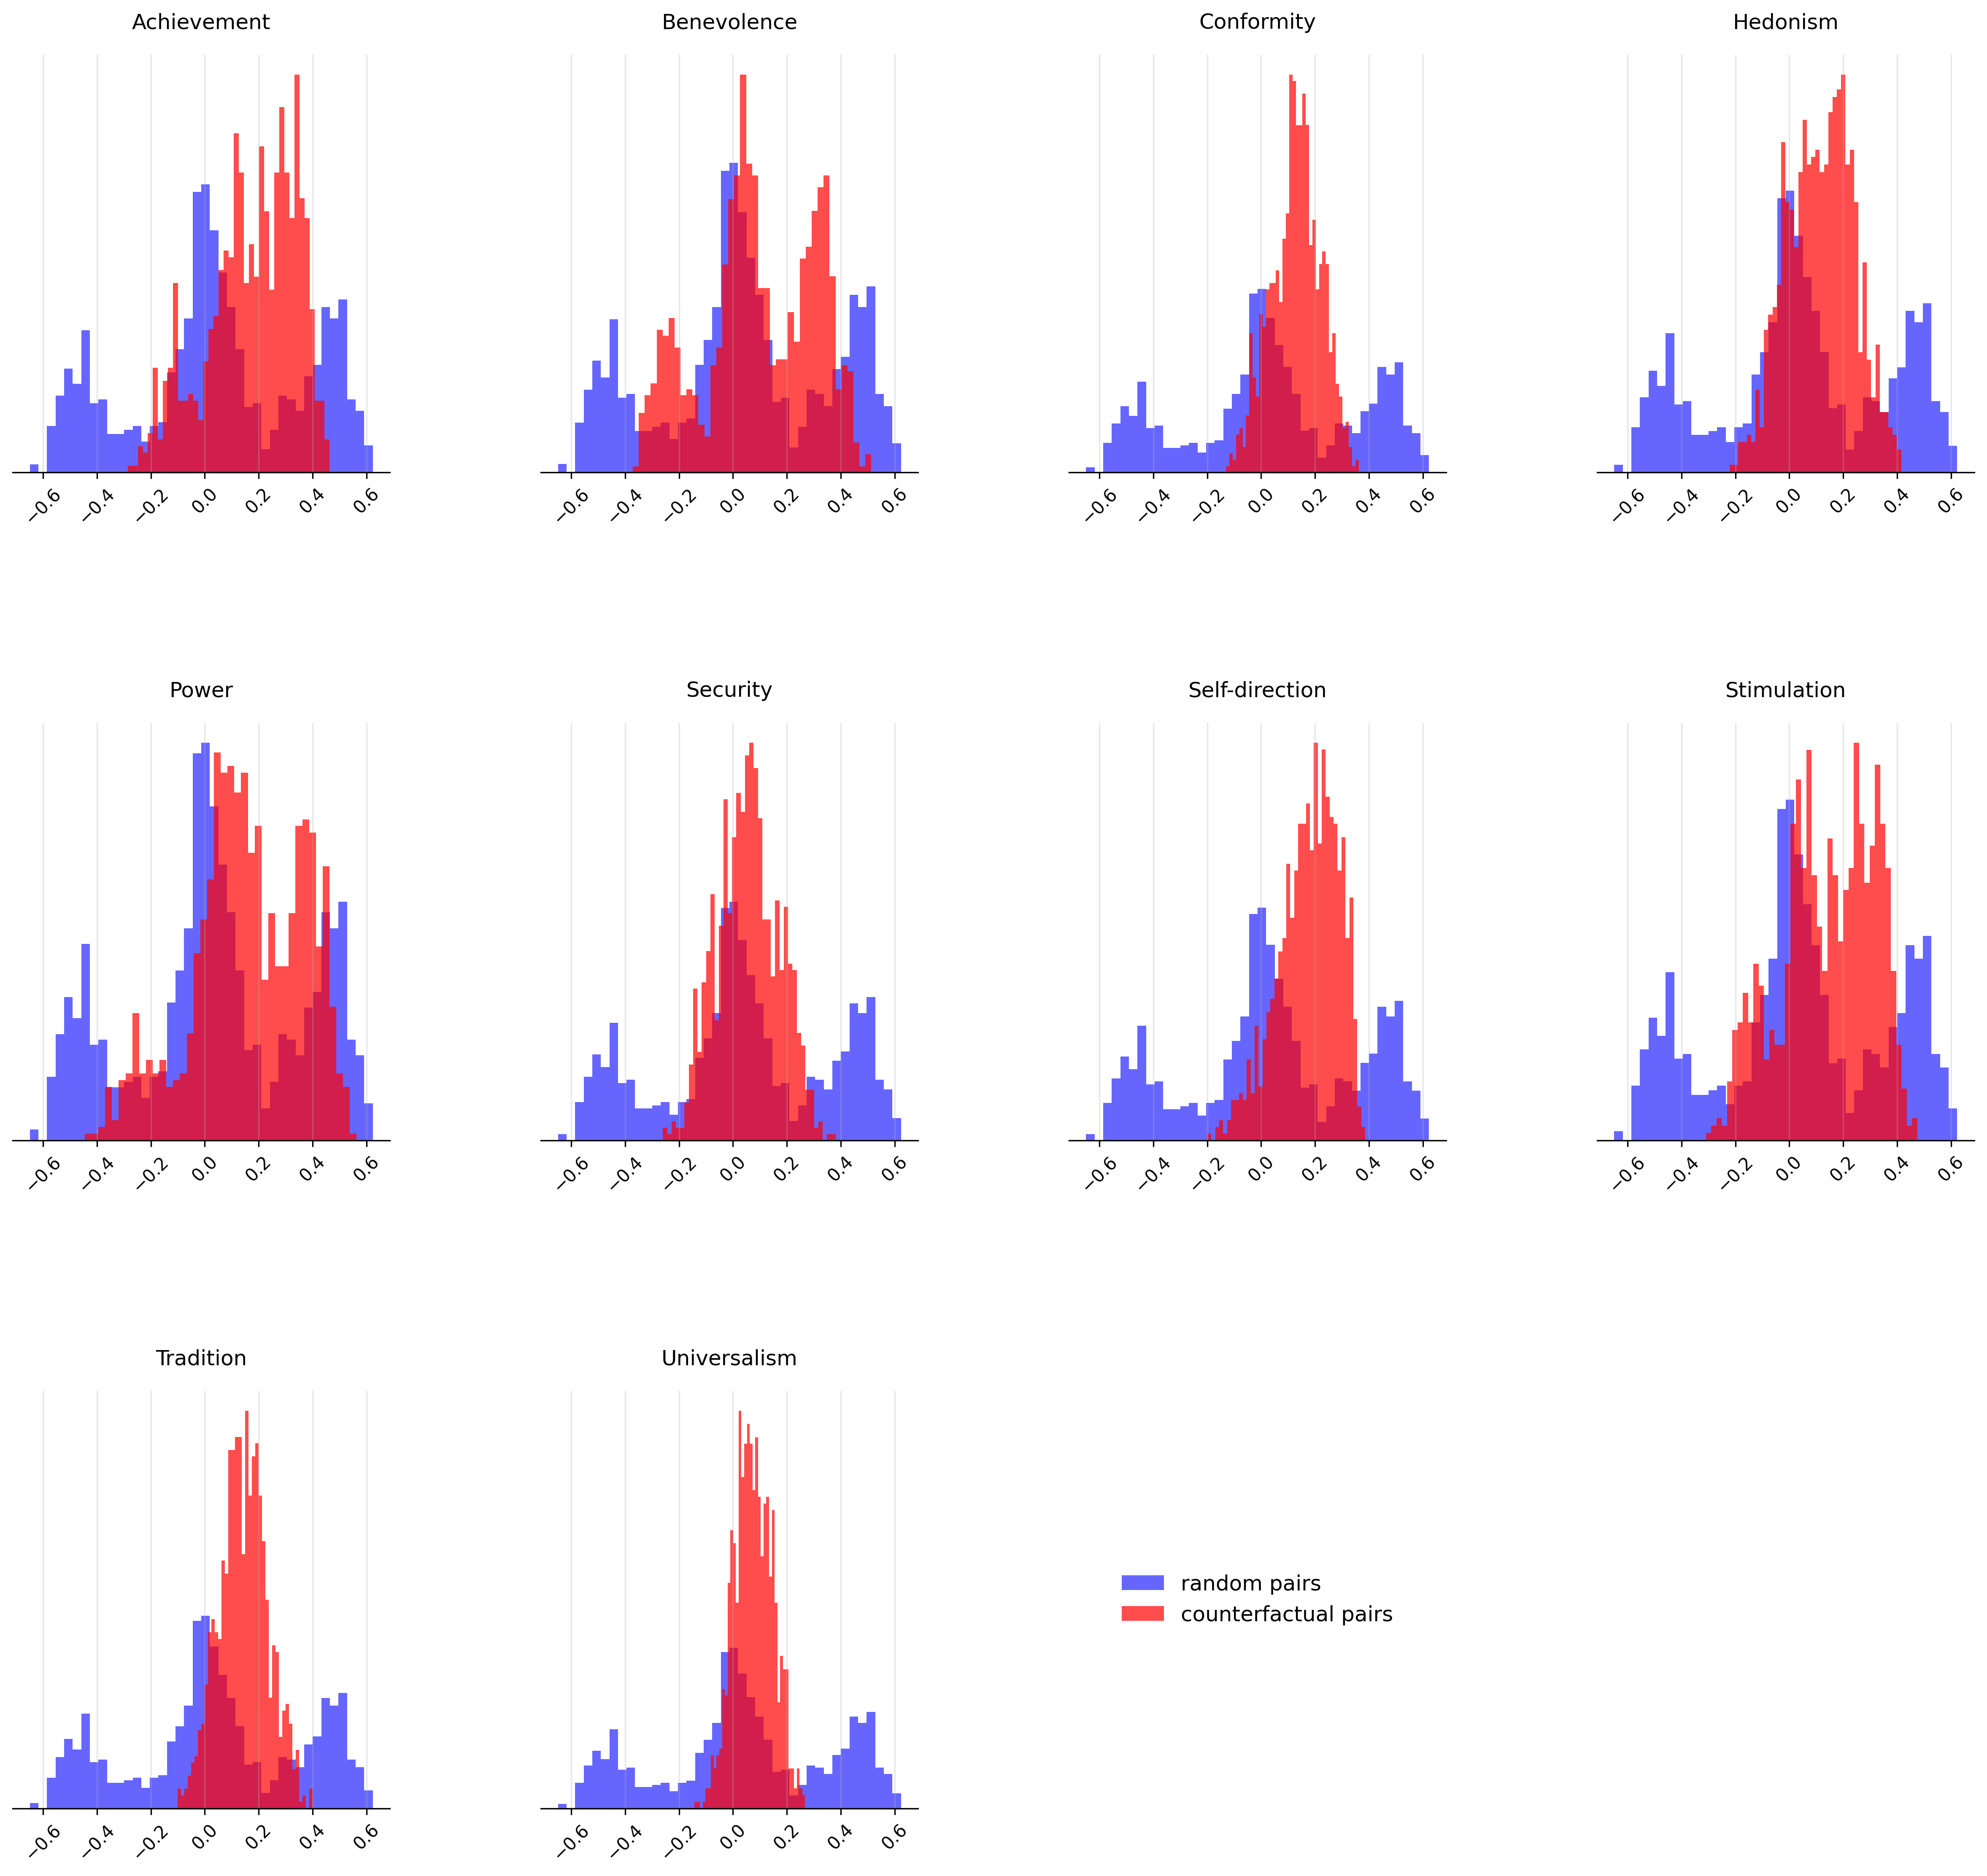 Achievement Benevolence Conformity Hedonism
−0.6 −0.4 −0.2 0.0 0.2 0.4 0.6 −0.6 −0.4 −0.2 0.0 0.2 0.4 0.6 −0.6 −0.4 −0.2 0.0 0.2 0.4 0.6 −0.6 −0.4 −0.2 0.0 0.2 0.4 0.6
Power Security Self-direction Stimulation
−0.6 −0.4 −0.2 0.0 0.2 0.4 0.6 −0.6 −0.4 −0.2 0.0 0.2 0.4 0.6 −0.6 −0.4 −0.2 0.0 0.2 0.4 0.6 −0.6 −0.4 −0.2 0.0 0.2 0.4 0.6
Tradition Universalism
random pairs
counterfactual pairs
−0.6 −0.4 −0.2 0.0 0.2 0.4 0.6 −0.6 −0.4 −0.2 0.0 0.2 0.4 0.6